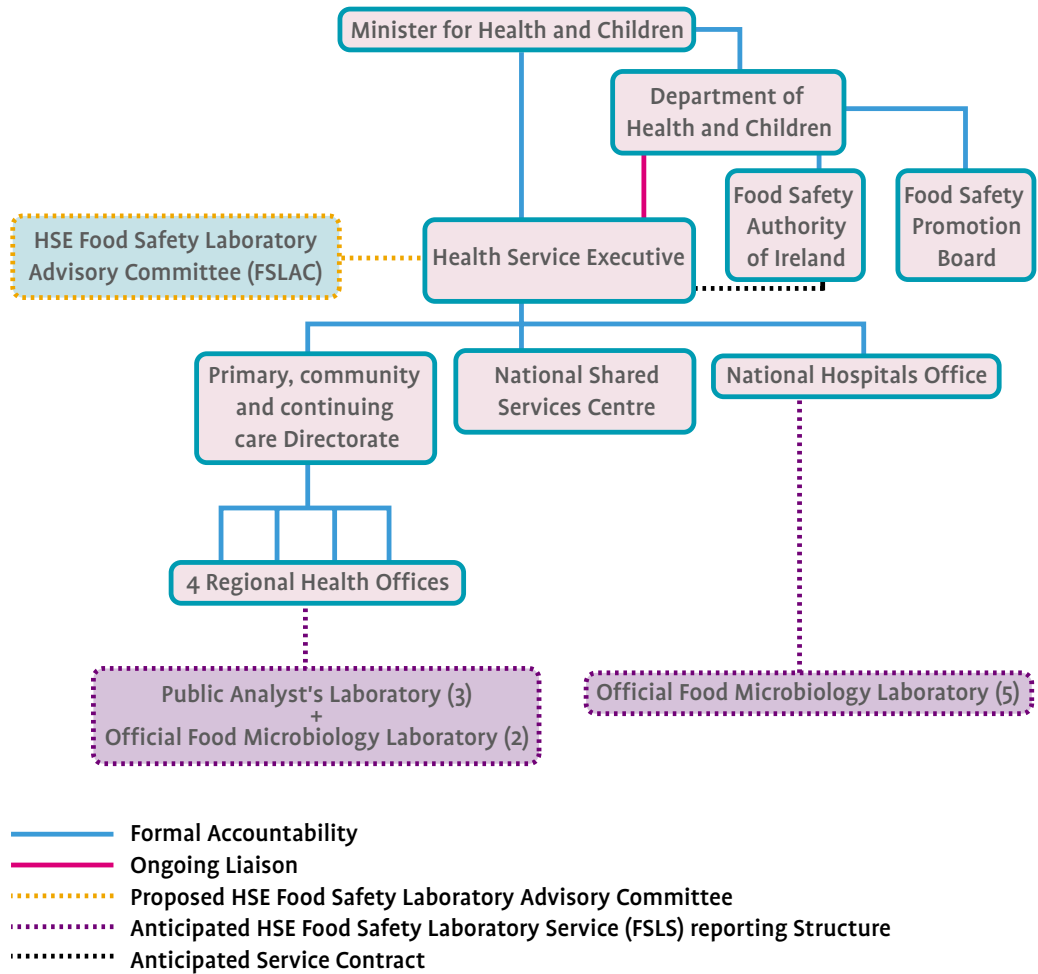 Minister for Health and Children
Department of
Health and Children
Food Safety
Authority
of Ireland
Food Safety
Promotion
Board
HSE Food Safety Laboratory
Advisory Committee (FSLAC)
Health Service Executive
Primary, community
and continuing
care Directorate
National Shared
Services Centre
National Hospitals Office
4 Regional Health Offices
Public Analyst's Laboratory (3)
+
Official Food Microbiology Laboratory (2)
Official Food Microbiology Laboratory (5)
Formal Accountability
Ongoing Liaison
Proposed HSE Food Safety Laboratory Advisory Committee
Anticipated HSE Food Safety Laboratory Service (FSLS) reporting Structure
Anticipated Service Contract